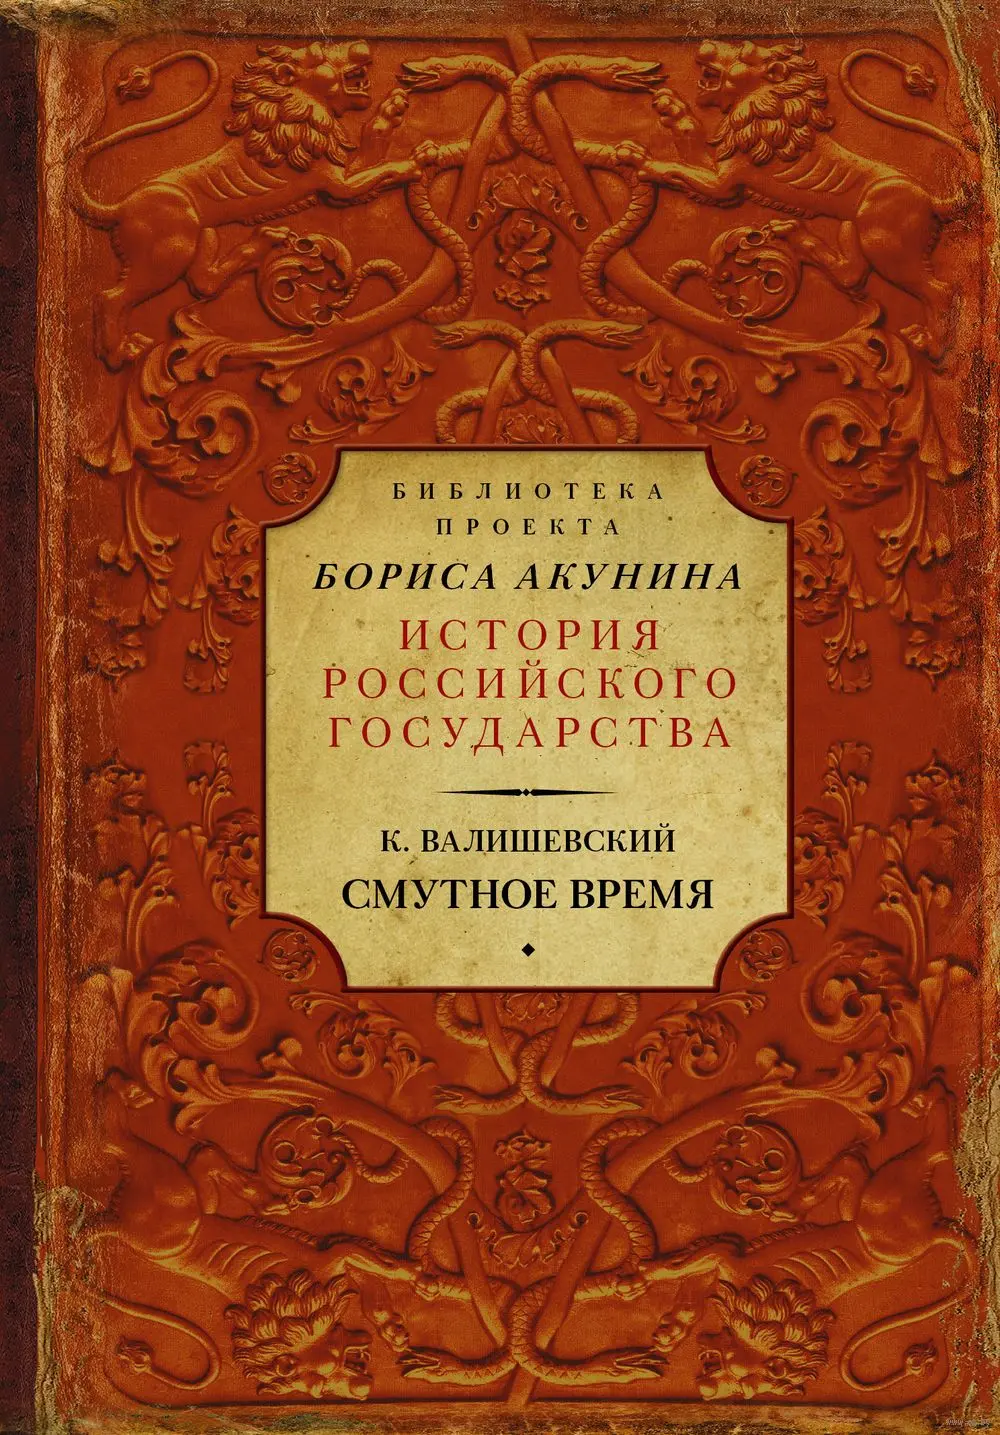 БИБЛИОТЕКА
ПРОЕКТА
БОРИСА АКУНИНА
ИСТОРИЯ
РОССИЙСКОГО
ГОСУДАРСТВА
К. ВАЛИШЕВСКИЙ
СМУТНОЕ ВРЕМЯ